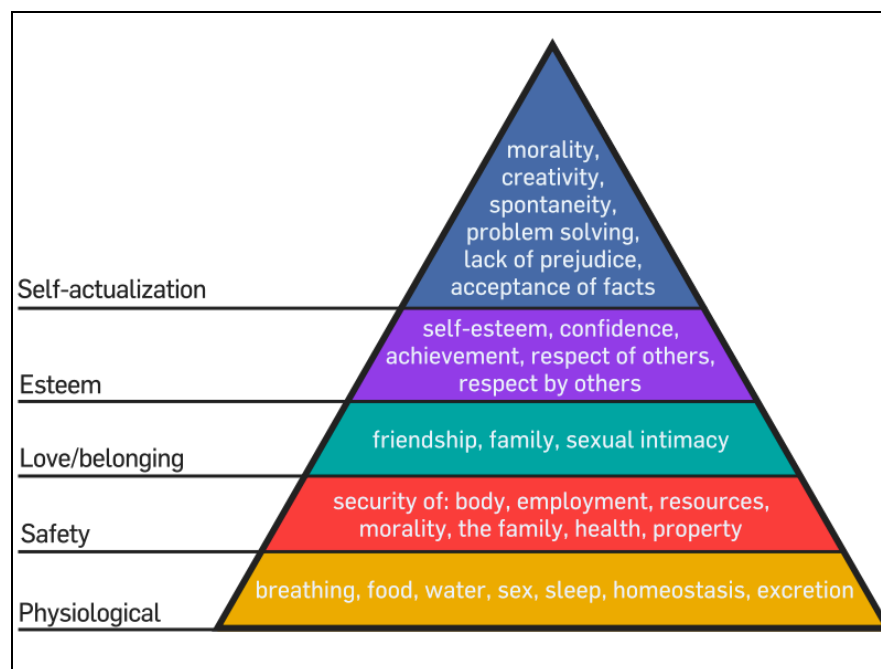 morality,
creativity,
spontaneity,
problem solving,
lack of prejudice,
acceptance of facts
Self-actualization
self-esteem, confidence,
achievement, respect of others,
respect by others
Esteem
friendship, family, sexual intimacy
Love/belonging
security of: body, employment, resources,
morality, the family, health, property
Safety
breathing, food, water, sex, sleep, homeostasis, excretion
Physiological